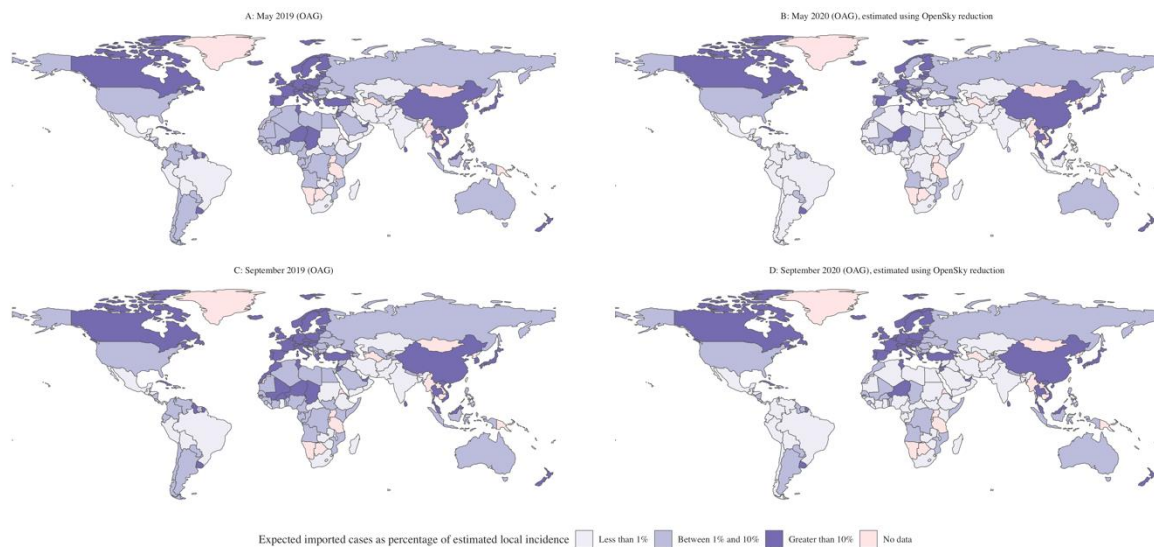 A: May 2019 (OAG)
B: May 2020 (OAG), estimated using OpenSky reduction
C: September 2019 (OAG)
D: September 2020 (OAG), estimated using OpenSky reduction
Expected imported cases as percentage of estimated local incidence Less than 1% Between 1% and 10% Greater than 10% No data